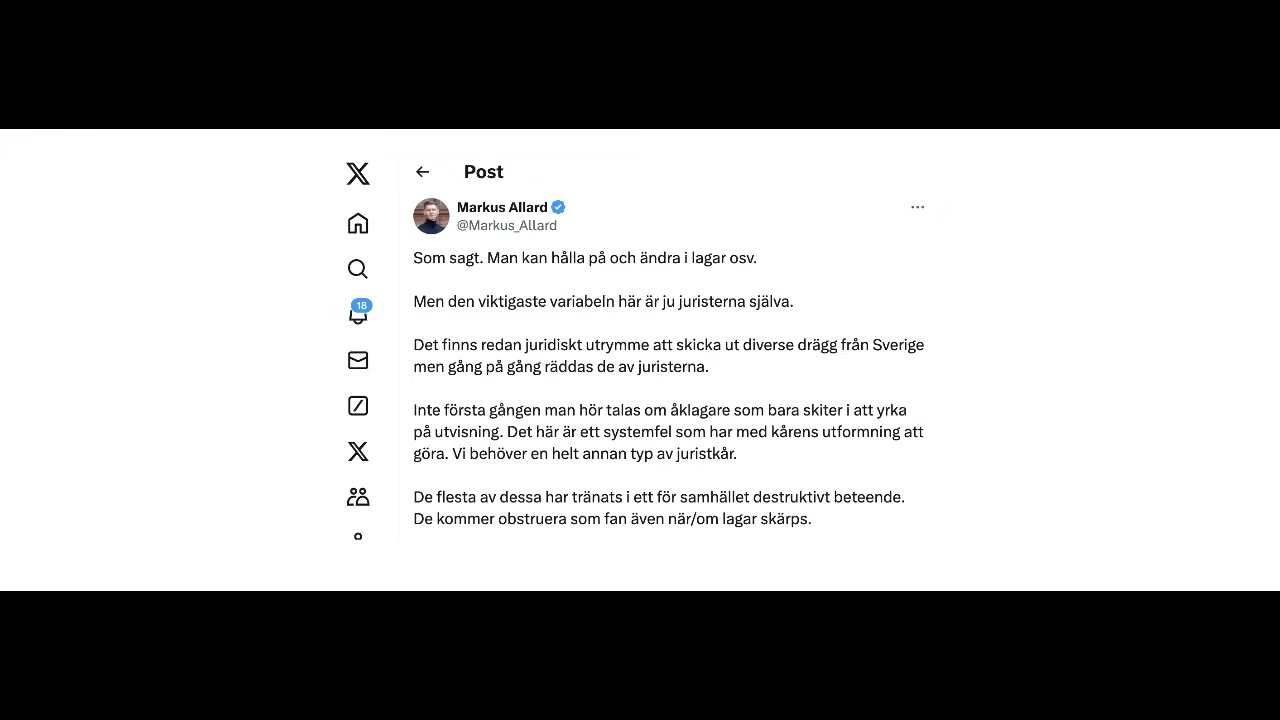 Post
Markus Allard
@Markus_Allard
Som sagt. Man kan hålla på och ändra i lagar osv.
Men den viktigaste variabeln här är ju juristerna själva.
Det finns redan juridiskt utrymme att skicka ut diverse drägg från Sverige
men gång på gång räddas de av juristerna.
Inte första gången man hör talas om åklagare som bara skiter i att yrka
på utvisning. Det här är ett systemfel som har med kårens utformning att
göra. Vi behöver en helt annan typ av juristkår.
De flesta av dessa har tränats i ett för samhället destruktivt beteende.
De kommer obstruera som fan även när/om lagar skärps.
18